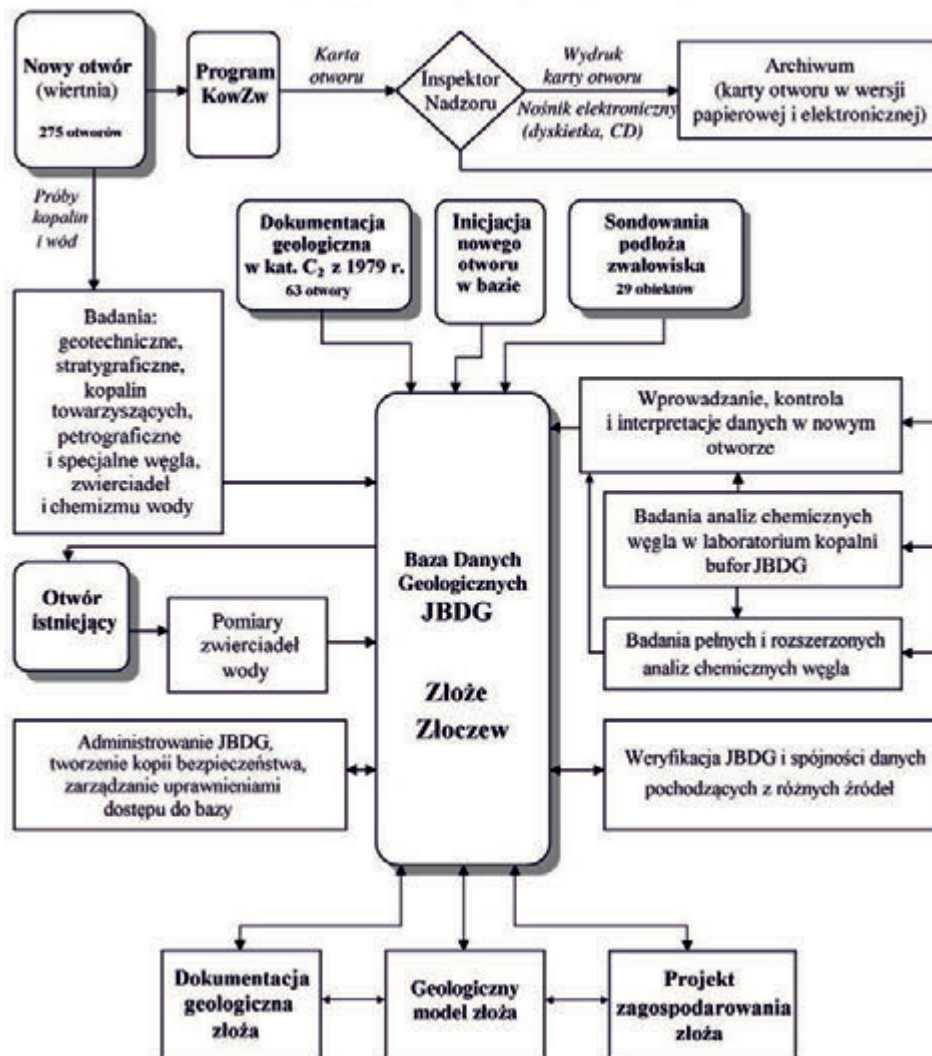 Nowy otwór
(wiertnia)
275 otworów
Program
KowZw
Karta
otworu
Inspektor
Nadzoru
Wydruk
karty otworu
Nośnik elektroniczny
(dyskietka, CD)
Archiwum
(karty otworu w wersji
papierowej i elektronicznej)
Próby
kopalin
i wód
Dokumentacja
geologiczna
w kat. C₂ z 1979 r.
63 otwory
Inicjacja
nowego
otworu
w bazie
Sondowania
podłoża
zwałowiska
29 obiektów
Badania:
geotechniczne,
stratygraficzne,
kopalin
towarzyszących,
petrograficzne
i specjalne węgla,
zwierciadeł
i chemizmu wody
Wprowadzanie, kontrola
i interpretacje danych w nowym
otworze
Badania analiz chemicznych
węgla w laboratorium kopalni
bufor JBDG
Badania pełnych i rozszerzonych
analiz chemicznych węgla
Otwór
istniejący
Pomiary
zwierciadeł
wody
Baza Danych
Geologicznych
JBDG
Złoże
Złoczew
Administrowanie JBDG,
tworzenie kopii bezpieczeństwa,
zarządzanie uprawnieniami
dostępu do bazy
Weryfikacja JBDG i spójności danych
pochodzących z różnych źródeł
Dokumentacja
geologiczna
złoża
Geologiczny
model złoża
Projekt
zagospodarowania
złoża